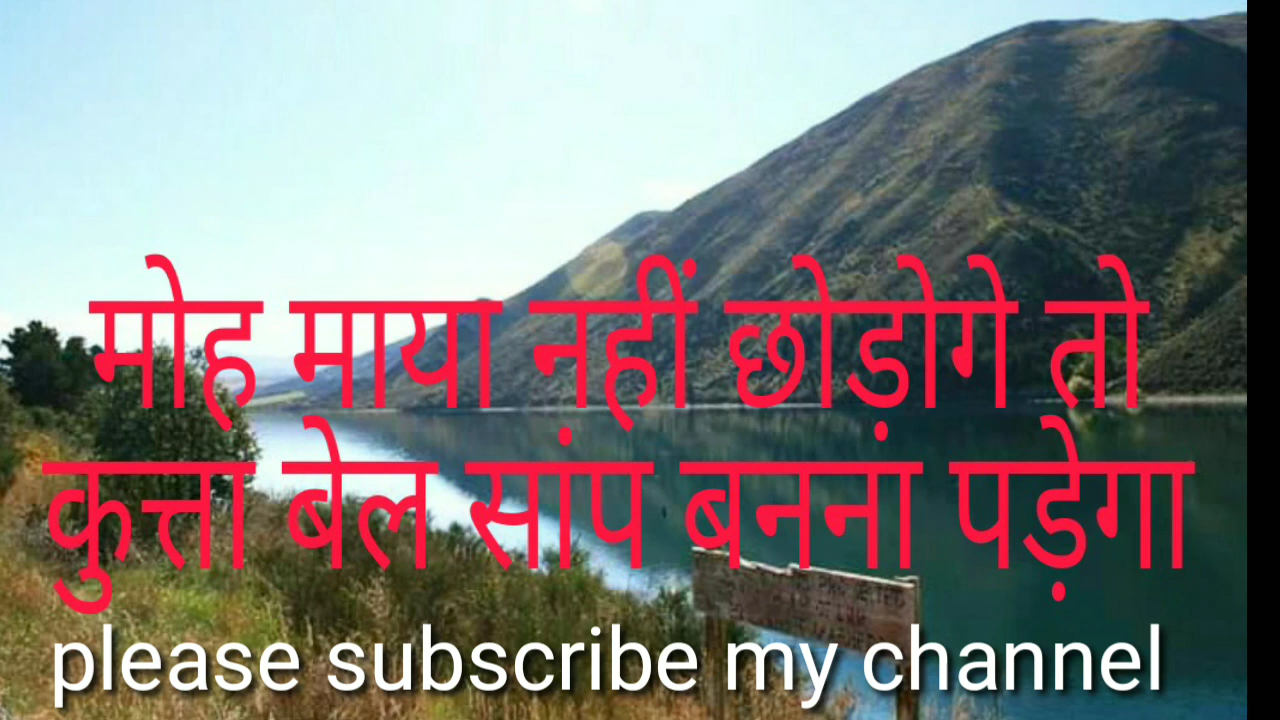 मोह माया नहीं छोड़ोगे तो
कुत्ता बेल सांप बनना पड़ेगा
please subscribe my channel